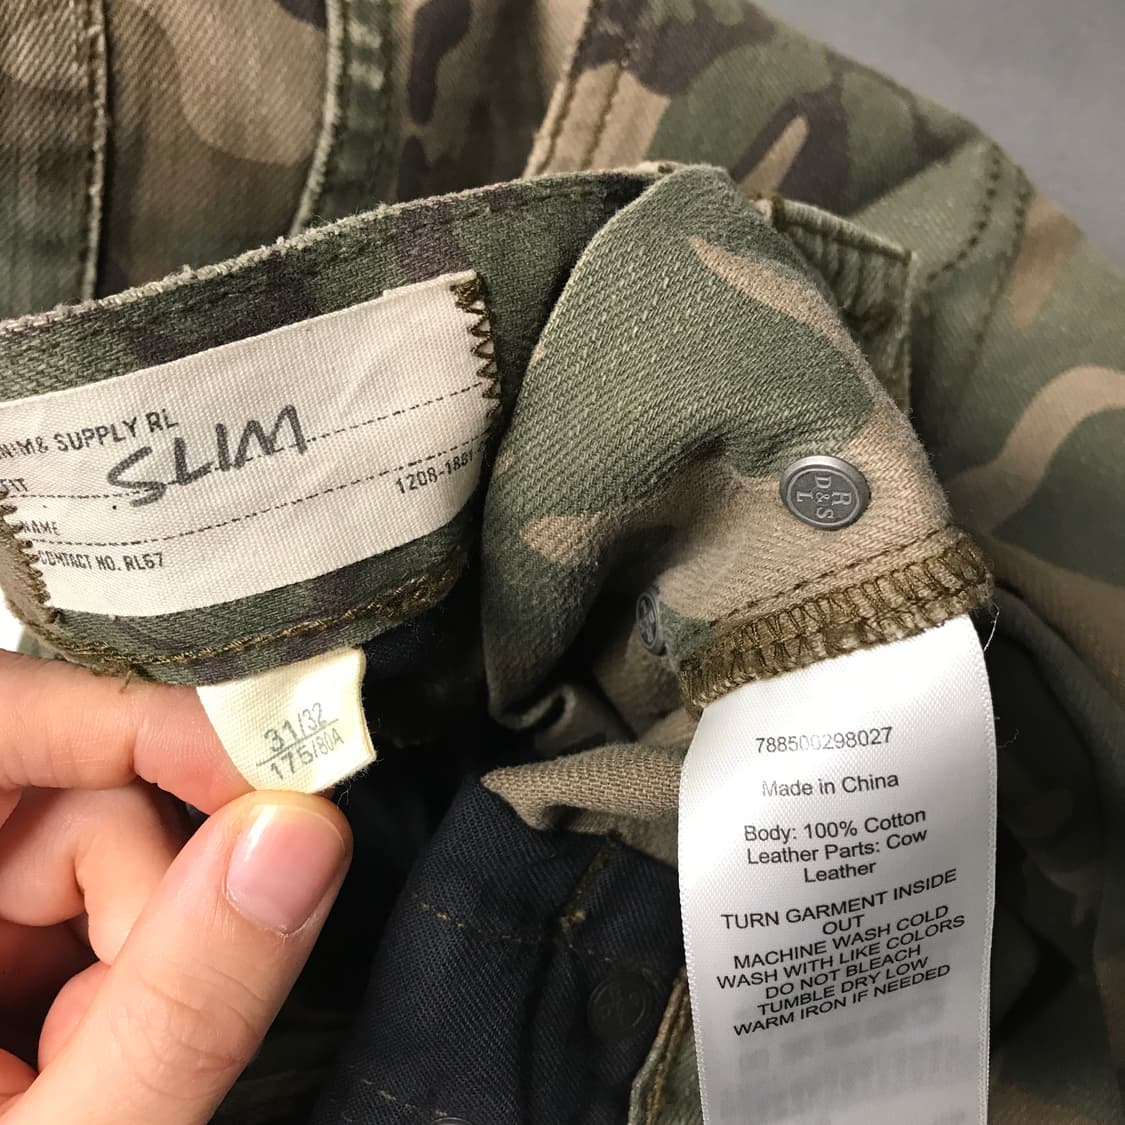 NIM & SUPPLY RL
FIT
SLIM
1208-1881
NAME
CONTACT NO. RL67
31/32
175/80A
R
D&S
L
788500298027
Made in China
Body: 100% Cotton
Leather Parts: Cow
Leather
TURN GARMENT INSIDE
OUT
MACHINE WASH COLD
WASH WITH LIKE COLORS
DO NOT BLEACH
TUMBLE DRY LOW
WARM IRON IF NEEDED